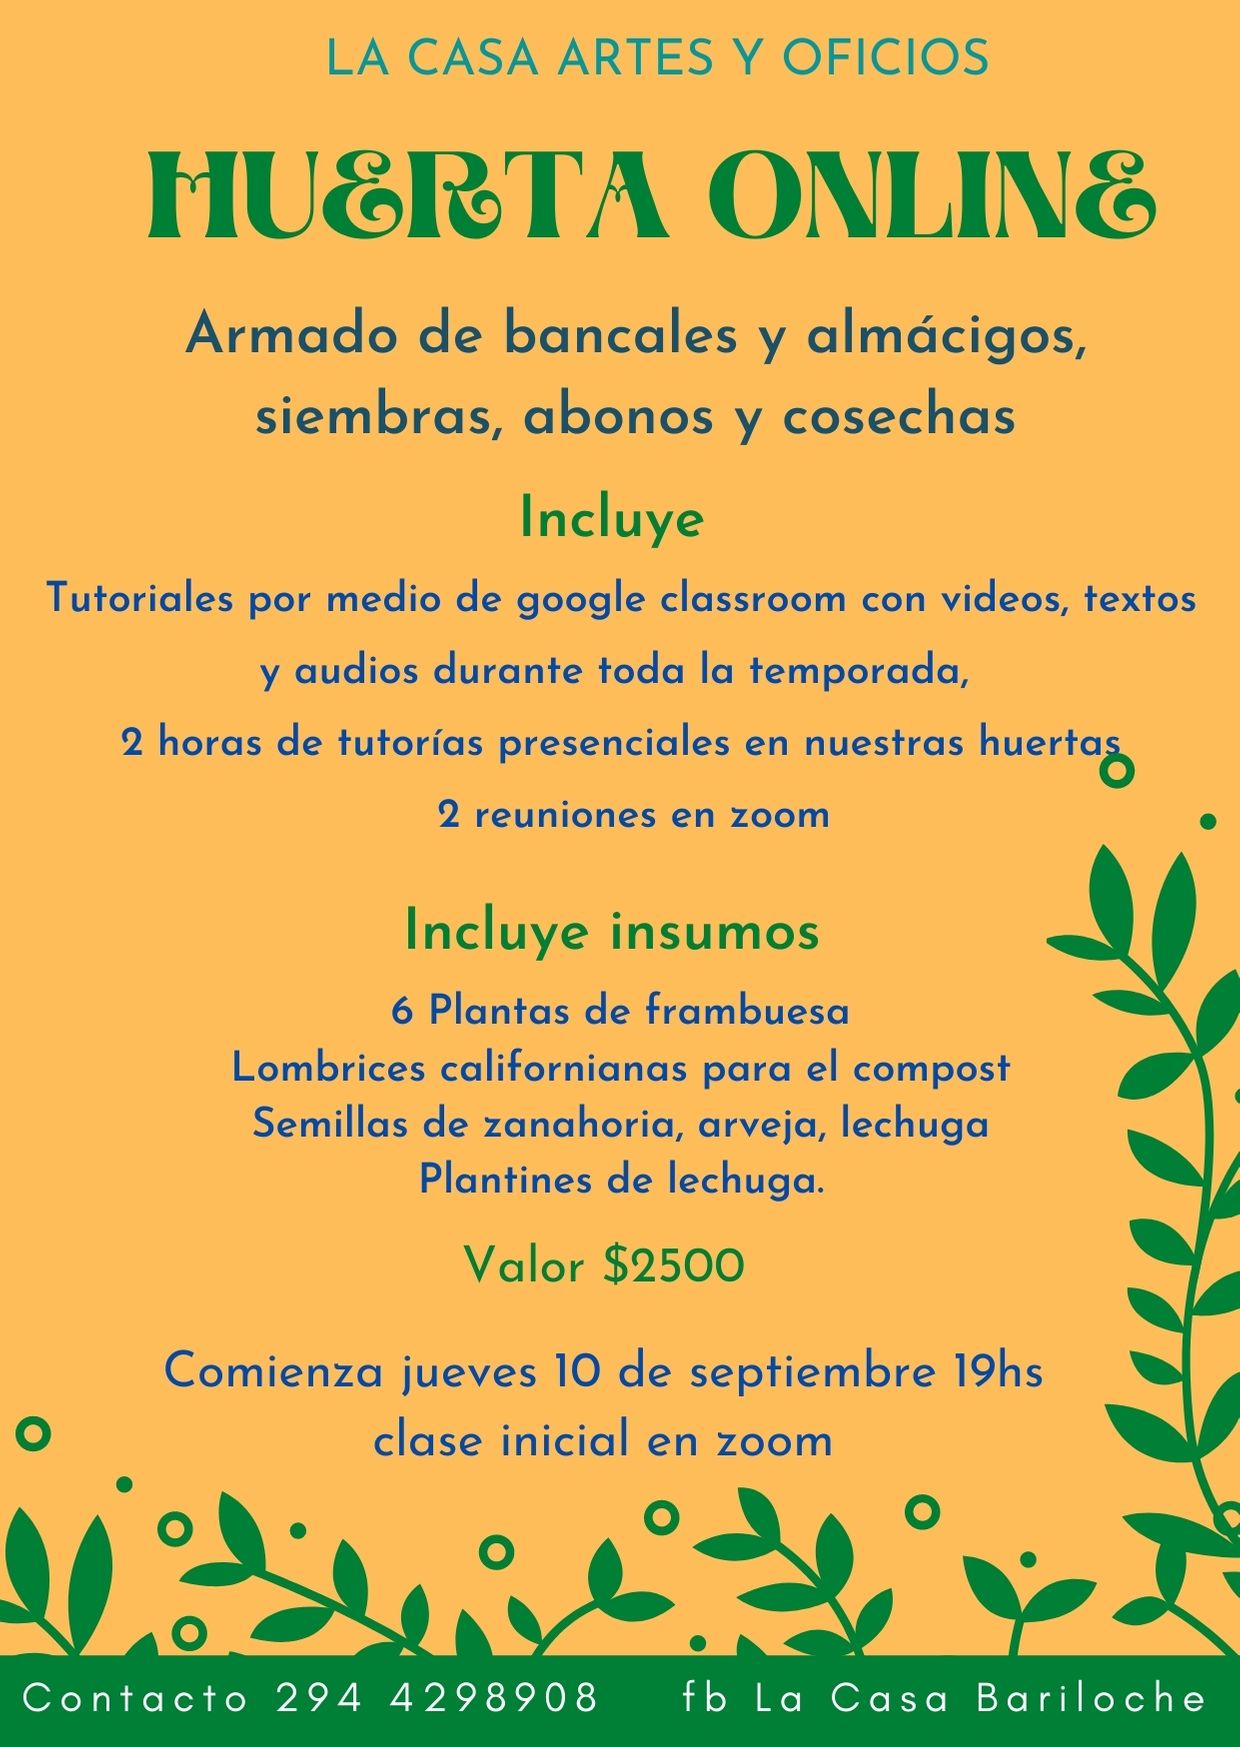 LA CASA ARTES Y OFICIOS
HUERTA ONLINE
Armado de bancales y almácigos,
siembras, abonos y cosechas
Incluye
Tutoriales por medio de google classroom con videos, textos
y audios durante toda la temporada,
2 horas de tutorías presenciales en nuestras huertas
2 reuniones en zoom
Incluye insumos
6 Plantas de frambuesa
Lombrices californianas para el compost
Semillas de zanahoria, arveja, lechuga
Plantines de lechuga.
Valor $2500
Comienza jueves 10 de septiembre 19hs
clase inicial en zoom
Contacto 294 4298908 fb La Casa Bariloche